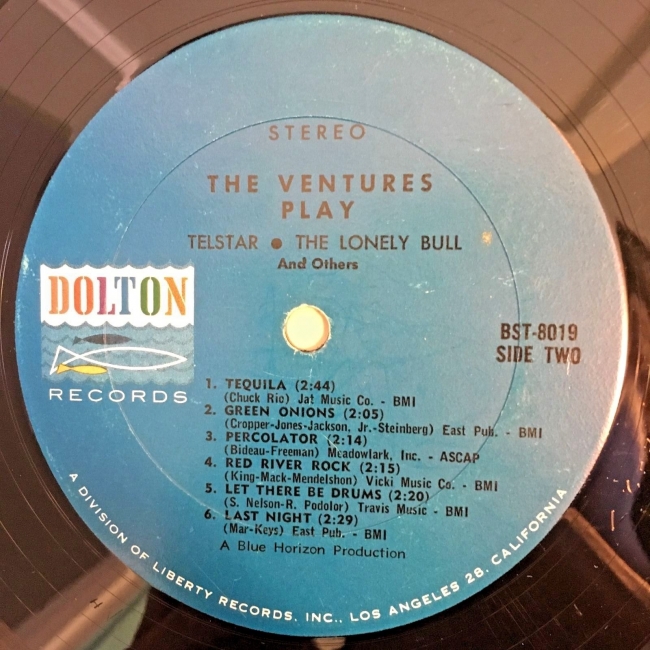 STEREO
THE VENTURES
PLAY
TELSTAR ● THE LONELY BULL
And Others
DOLTON
RECORDS
BST-8019
SIDE TWO
1. TEQUILA (2:44)
(Chuck Rio) Jat Music Co. - BMI
2. GREEN ONIONS (2:05)
(Cropper-Jones-Jackson, Jr.-Steinberg) East Pub. - BMI
3. PERCOLATOR (2:14)
(Bideau-Freeman) Meadowlark, Inc. - ASCAP
4. RED RIVER ROCK (2:15)
(King-Mack-Mendelshon) Vicki Music Co. - BMI
5. LET THERE BE DRUMS (2:20)
(S. Nelson-R. Podolor) Travis Music - BMI
6. LAST NIGHT (2:29)
(Mar-Keys) East Pub. - BMI
A Blue Horizon Production
A DIVISION OF LIBERTY RECORDS, INC., LOS ANGELES 28, CALIFORNIA